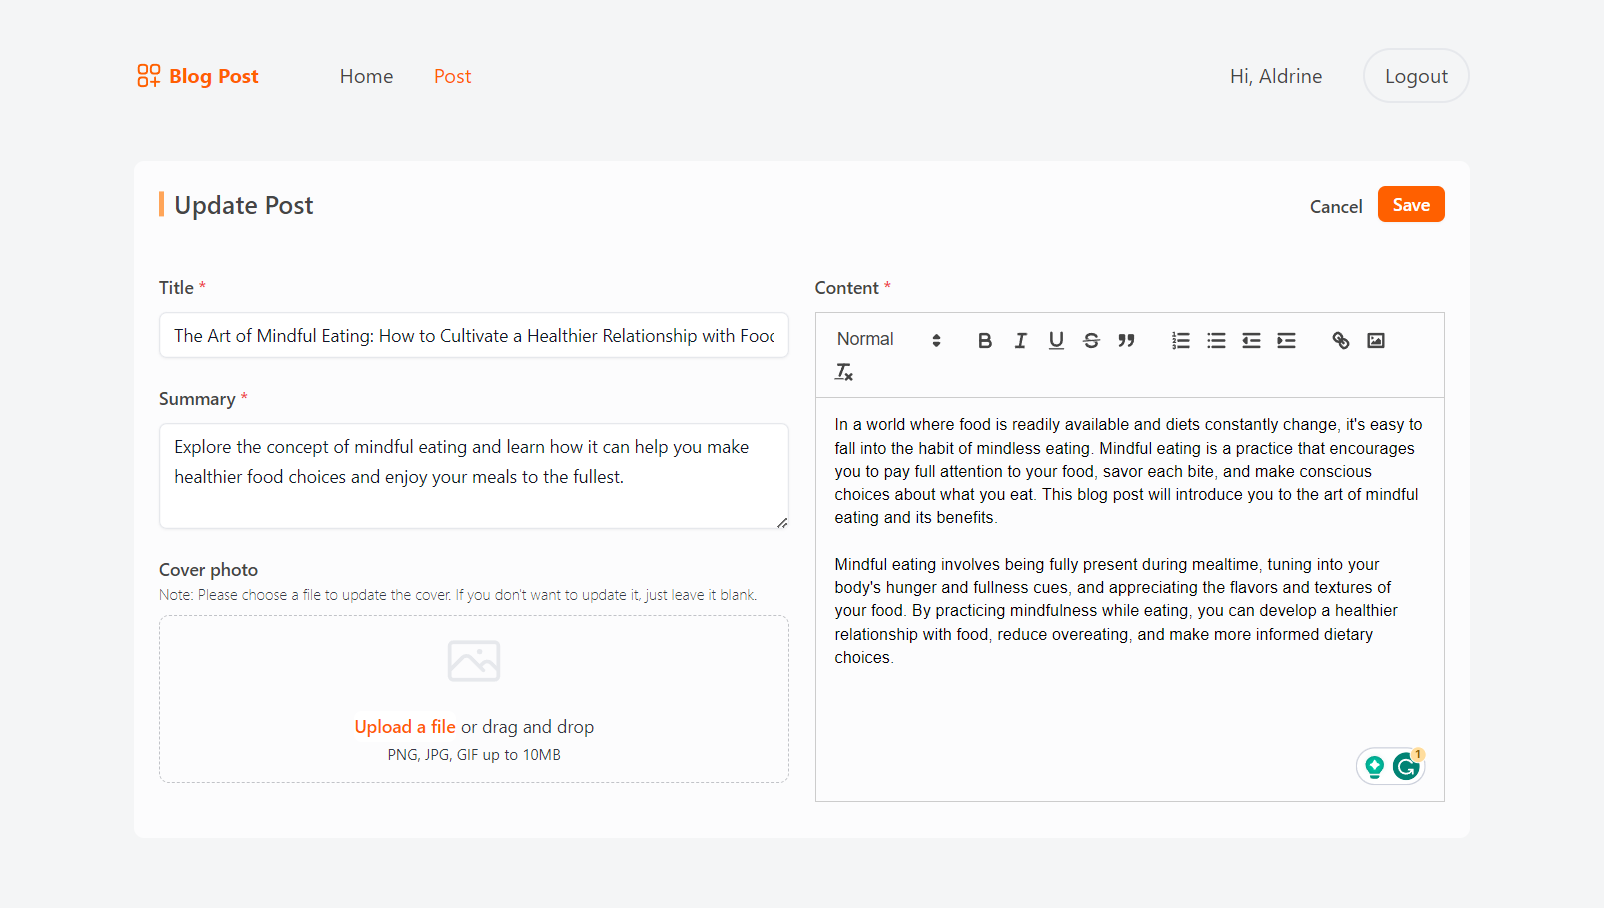 Blog Post
Home
Post
Hi, Aldrine
Logout
Update Post
Cancel
Save
Title *
The Art of Mindful Eating: How to Cultivate a Healthier Relationship with Food
Summary *
Explore the concept of mindful eating and learn how it can help you make
healthier food choices and enjoy your meals to the fullest.
Cover photo
Note: Please choose a file to update the cover. If you don't want to update it, just leave it blank.
Upload a file or drag and drop
PNG, JPG, GIF up to 10MB
Content *
Normal
In a world where food is readily available and diets constantly change, it's easy to
fall into the habit of mindless eating. Mindful eating is a practice that encourages
you to pay full attention to your food, savor each bite, and make conscious
choices about what you eat. This blog post will introduce you to the art of mindful
eating and its benefits.
Mindful eating involves being fully present during mealtime, tuning into your
body's hunger and fullness cues, and appreciating the flavors and textures of
your food. By practicing mindfulness while eating, you can develop a healthier
relationship with food, reduce overeating, and make more informed dietary
choices.
1